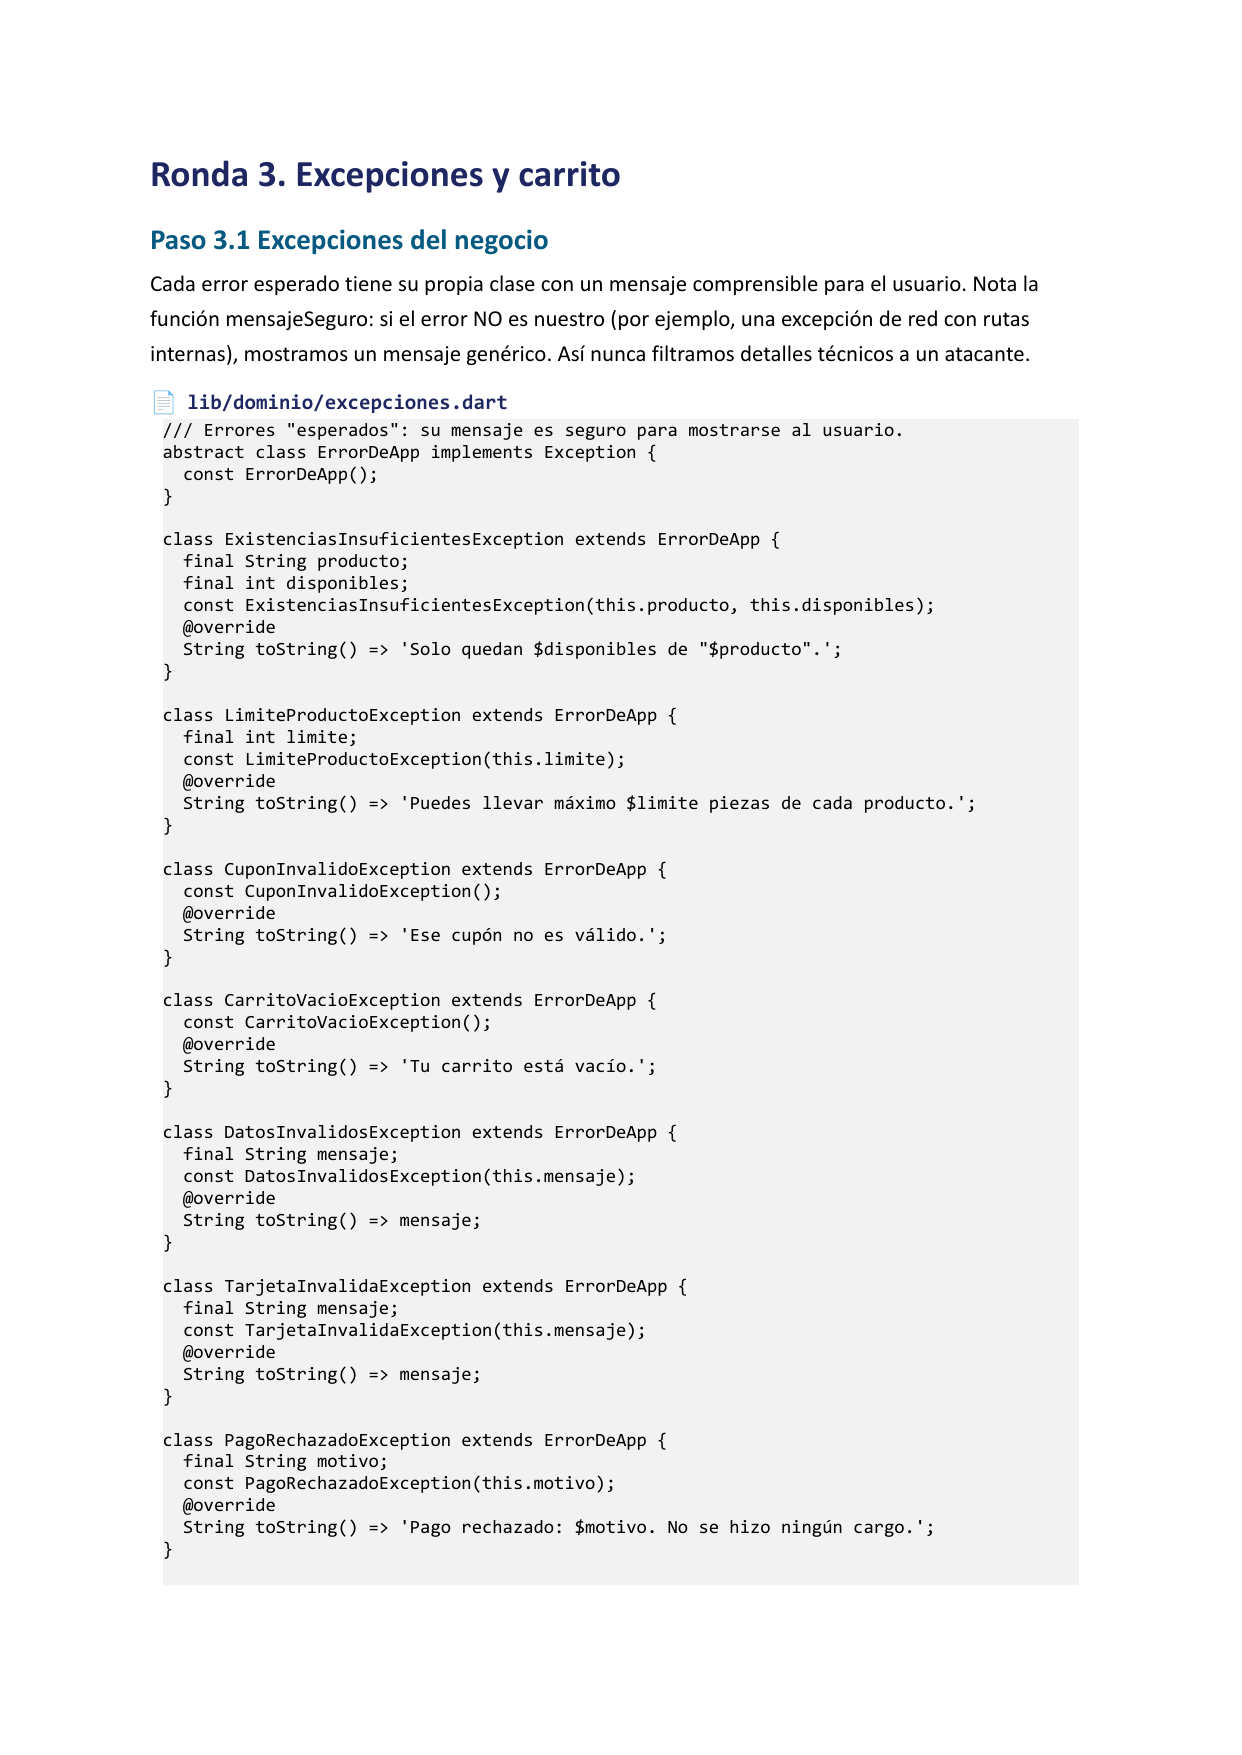 Ronda 3. Excepciones y carrito
Paso 3.1 Excepciones del negocio
Cada error esperado tiene su propia clase con un mensaje comprensible para el usuario. Nota la
función mensajeSeguro: si el error NO es nuestro (por ejemplo, una excepción de red con rutas
internas), mostramos un mensaje genérico. Así nunca filtramos detalles técnicos a un atacante.
📄 lib/dominio/excepciones.dart
/// Errores "esperados": su mensaje es seguro para mostrarse al usuario.
abstract class ErrorDeApp implements Exception {
  const ErrorDeApp();
}

class ExistenciasInsuficientesException extends ErrorDeApp {
  final String producto;
  final int disponibles;
  const ExistenciasInsuficientesException(this.producto, this.disponibles);
  @override
  String toString() => 'Solo quedan $disponibles de "$producto".';
}

class LimiteProductoException extends ErrorDeApp {
  final int limite;
  const LimiteProductoException(this.limite);
  @override
  String toString() => 'Puedes llevar máximo $limite piezas de cada producto.';
}

class CuponInvalidoException extends ErrorDeApp {
  const CuponInvalidoException();
  @override
  String toString() => 'Ese cupón no es válido.';
}

class CarritoVacioException extends ErrorDeApp {
  const CarritoVacioException();
  @override
  String toString() => 'Tu carrito está vacío.';
}

class DatosInvalidosException extends ErrorDeApp {
  final String mensaje;
  const DatosInvalidosException(this.mensaje);
  @override
  String toString() => mensaje;
}

class TarjetaInvalidaException extends ErrorDeApp {
  final String mensaje;
  const TarjetaInvalidaException(this.mensaje);
  @override
  String toString() => mensaje;
}

class PagoRechazadoException extends ErrorDeApp {
  final String motivo;
  const PagoRechazadoException(this.motivo);
  @override
  String toString() => 'Pago rechazado: $motivo. No se hizo ningún cargo.';
}